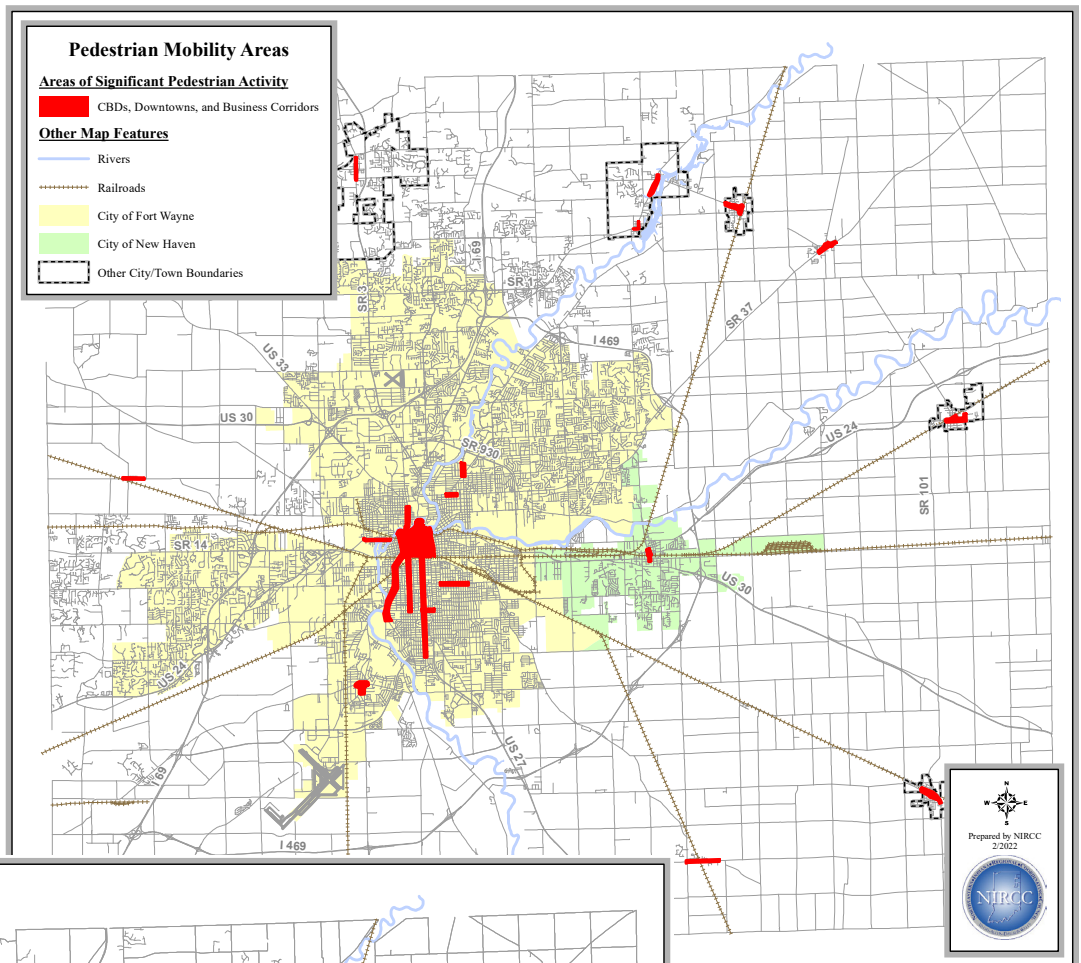 Pedestrian Mobility Areas
Areas of Significant Pedestrian Activity
CBDs, Downtowns, and Business Corridors
Other Map Features
Rivers
Railroads
City of Fort Wayne
City of New Haven
Other City/Town Boundaries
I 69
SR 1
SR 3
SR 37
I 469
US 33
US 30
US 24
SR 930
SR 101
SR 14
US 30
US 24
US 27
I 69
I 469
N
W
E
S
Prepared by NIRCC
2/2022
NIRCC